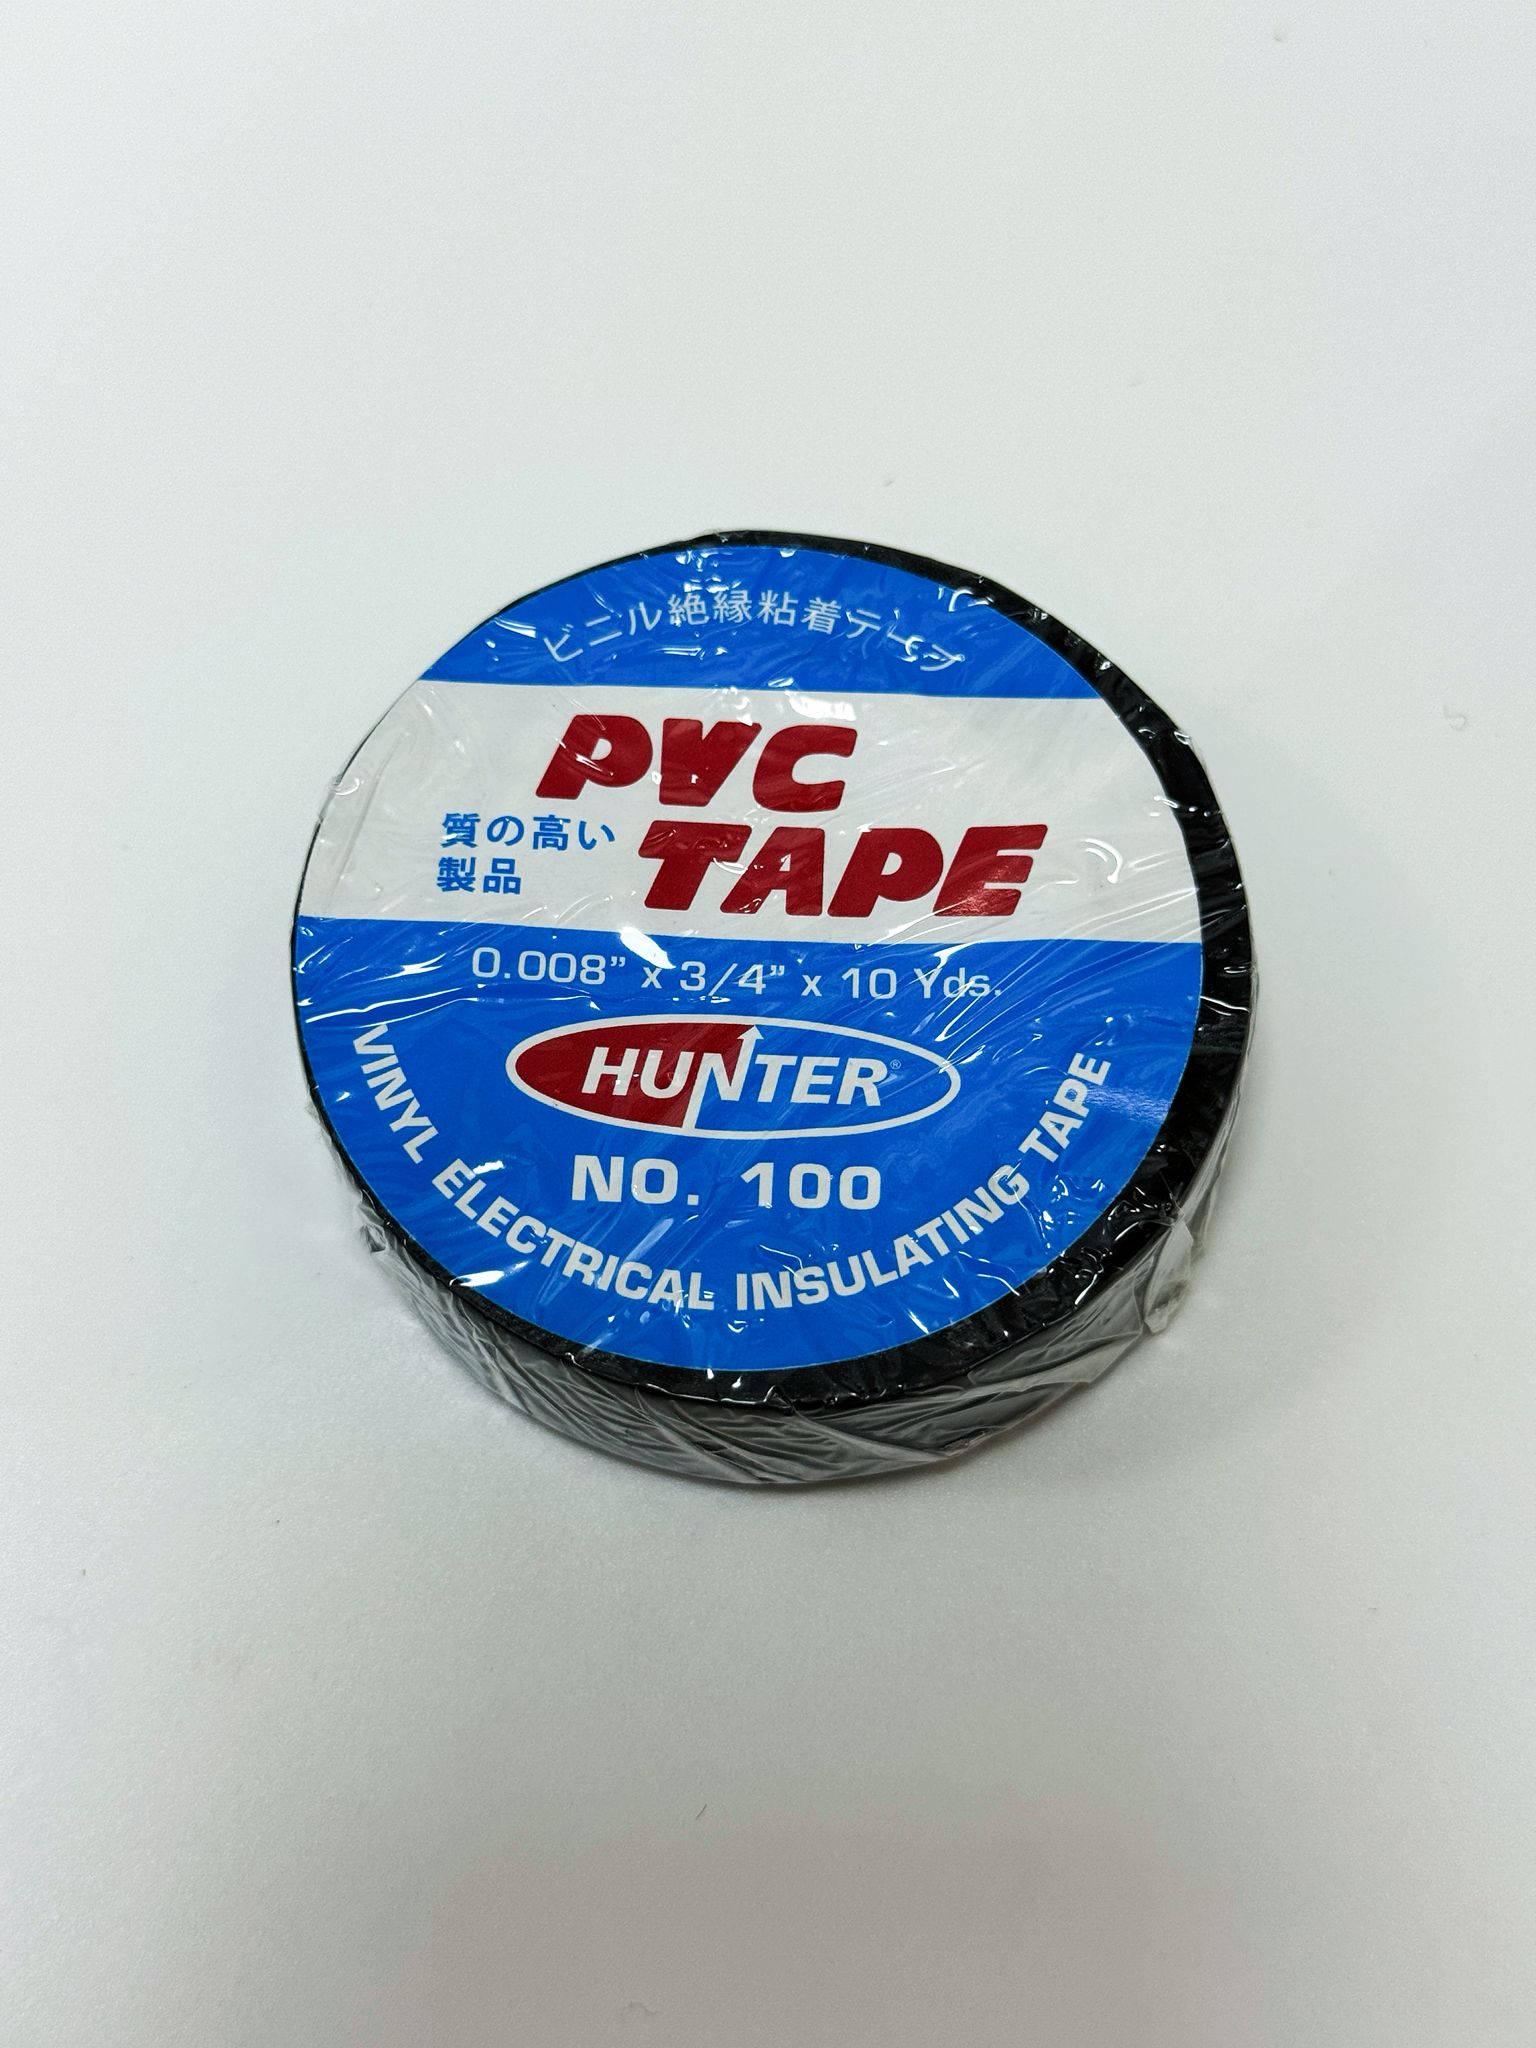 ビニル絶縁粘着テープ
PVC
TAPE
質の高い
製品
0.008” x 3/4” x 10 Yds.
HUNTER®
NO. 100
VINYL ELECTRICAL INSULATING TAPE